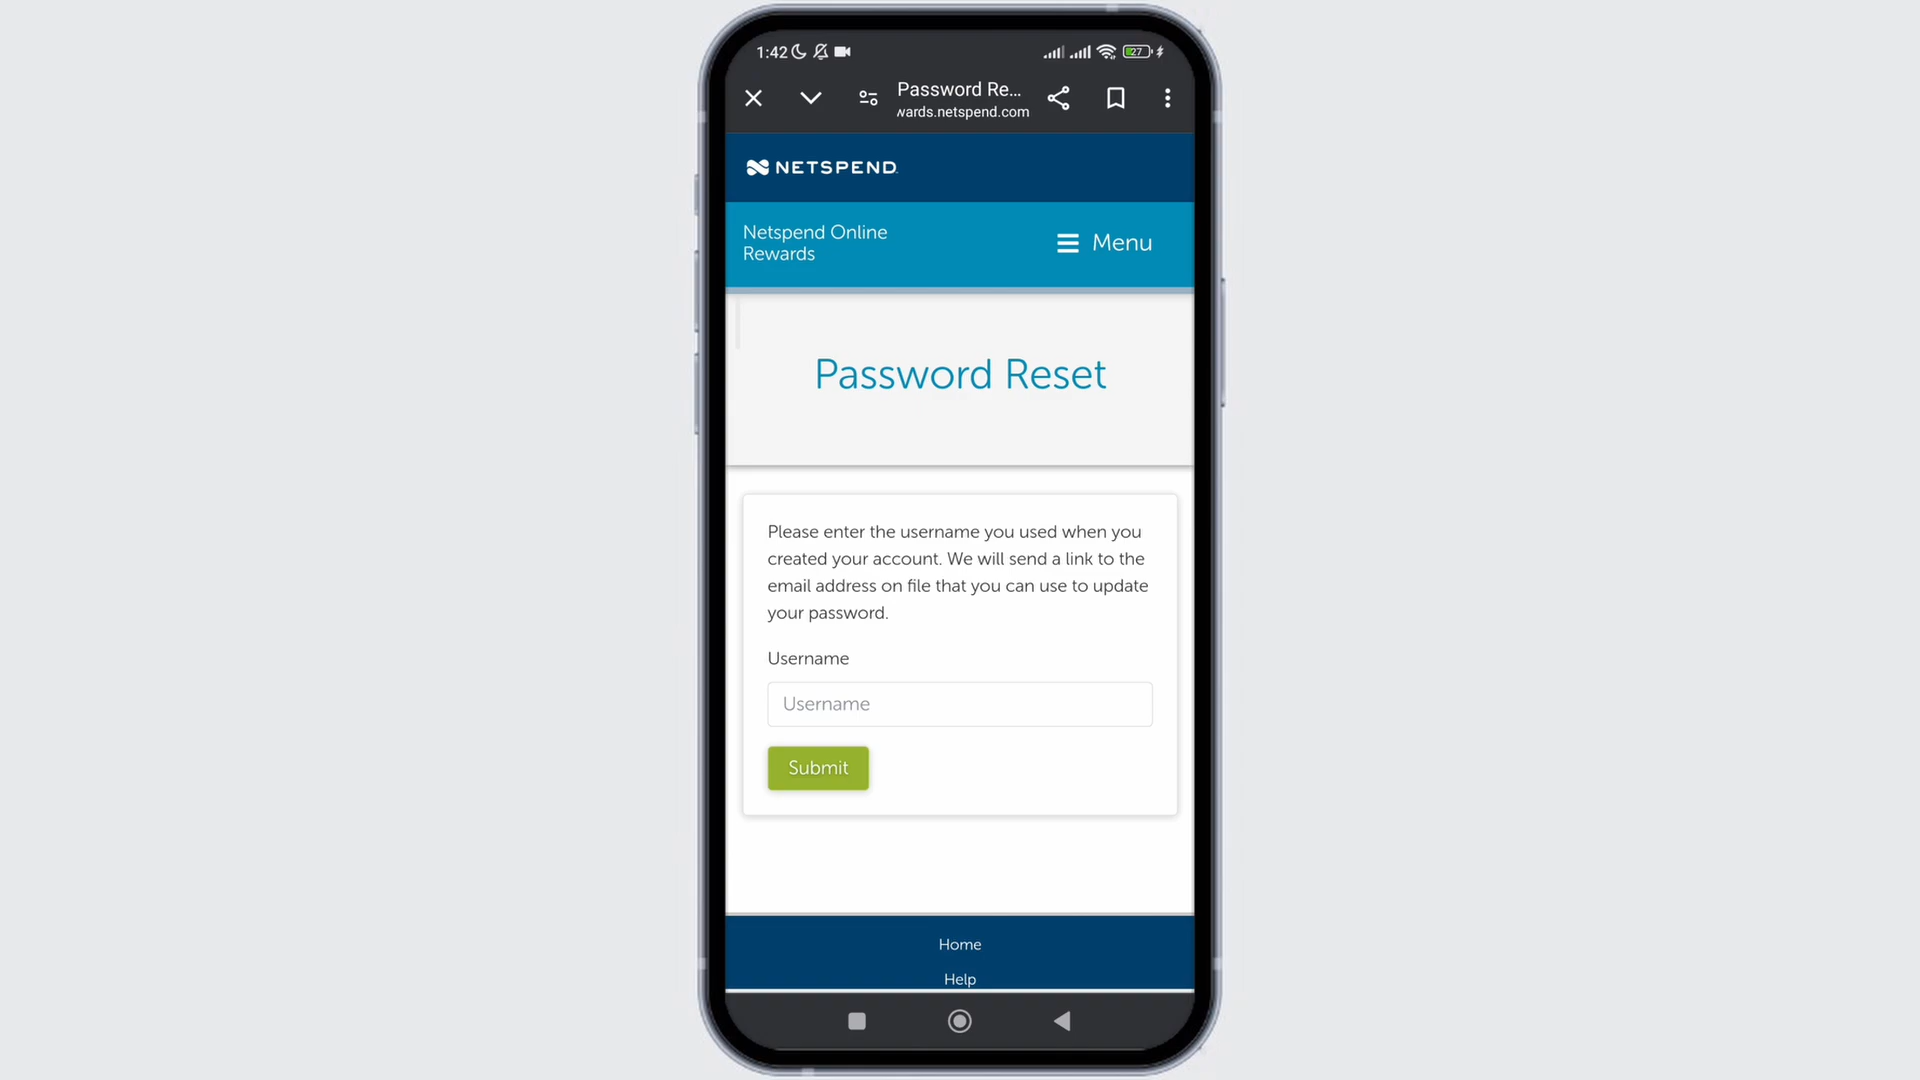 1:42
27
Password Re...
wards.netspend.com
NETSPEND
Netspend Online
Rewards
Menu
Password Reset
Please enter the username you used when you
created your account. We will send a link to the
email address on file that you can use to update
your password.
Username
Username
Submit
Home
Help